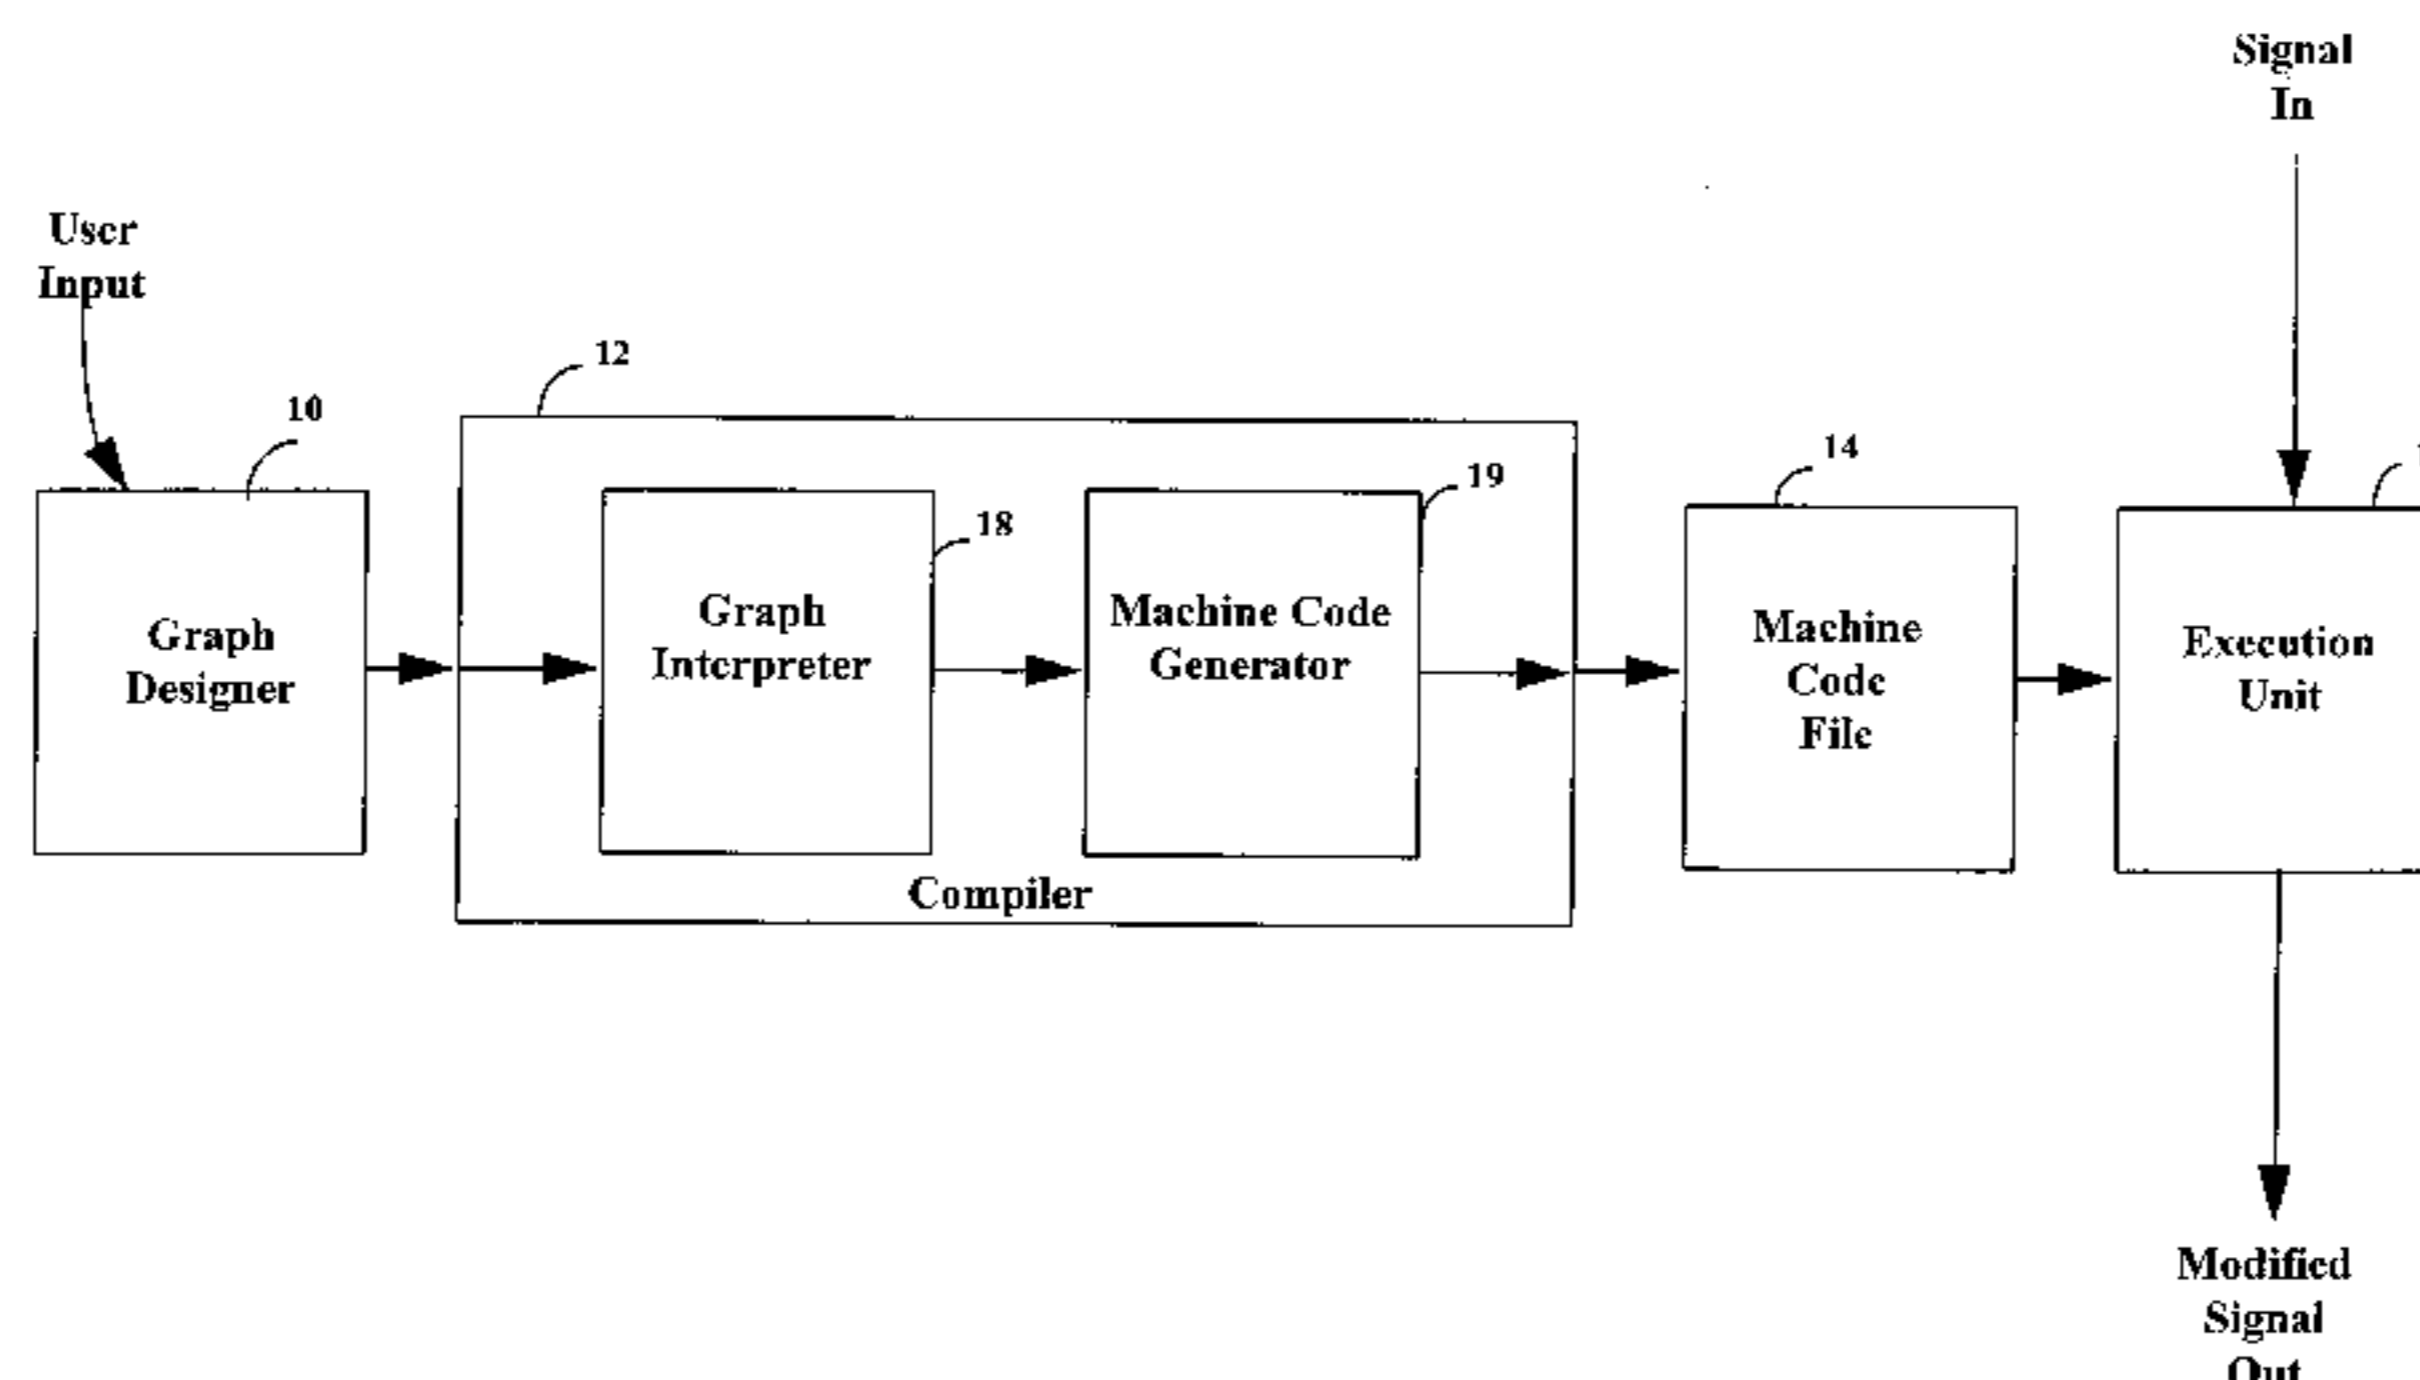 Signal
In
User
Input
12
10
14
19
18
Graph
Designer
Graph
Interpreter
Machine Code
Generator
Machine
Code
File
Execution
Unit
Compiler
Modified
Signal
Out